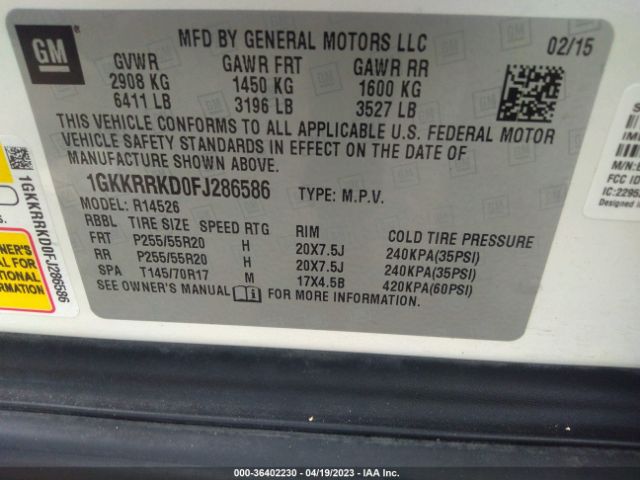 GM
MFD BY GENERAL MOTORS LLC
02/15
GVWR GAWR FRT GAWR RR
2908 KG 1450 KG 1600 KG
6411 LB 3196 LB 3527 LB
THIS VEHICLE CONFORMS TO ALL APPLICABLE U.S. FEDERAL MOTOR
VEHICLE SAFETY STANDARDS IN EFFECT ON THE DATE OF
MANUFACTURE SHOWN ABOVE.
1GKKRRKD0FJ286586 TYPE: M.P.V.
MODEL: R14526
RBBL TIRE SIZE SPEED RTG RIM COLD TIRE PRESSURE
FRT P255/55R20 H 20X7.5J 240KPA(35PSI)
RR P255/55R20 H 20X7.5J 240KPA(35PSI)
SPA T145/70R17 M 17X4.5B 420KPA(60PSI)
SEE OWNER'S MANUAL FOR MORE INFORMATION.
1GKKRRKD0FJ286586
M/N:
FCC ID
Designed in
000-36402230 - 04/19/2023 - IAA Inc.